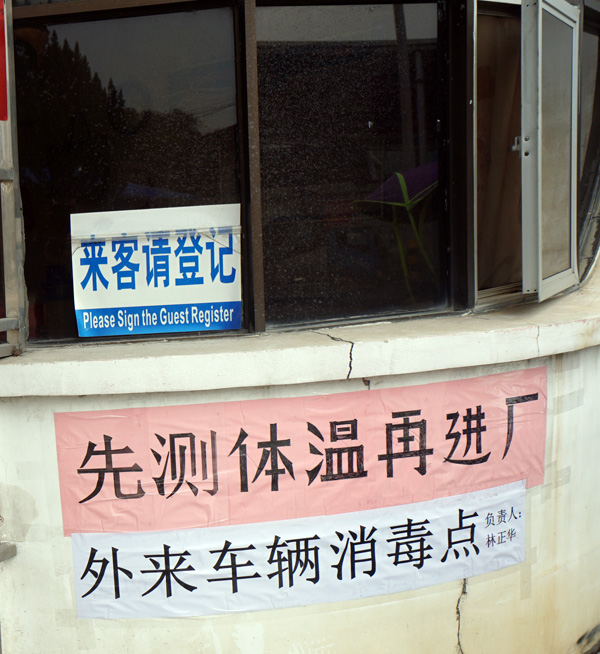 来客请登记
Please Sign the Guest Register
先测体温再进厂
外来车辆消毒点
负责人：
林正华